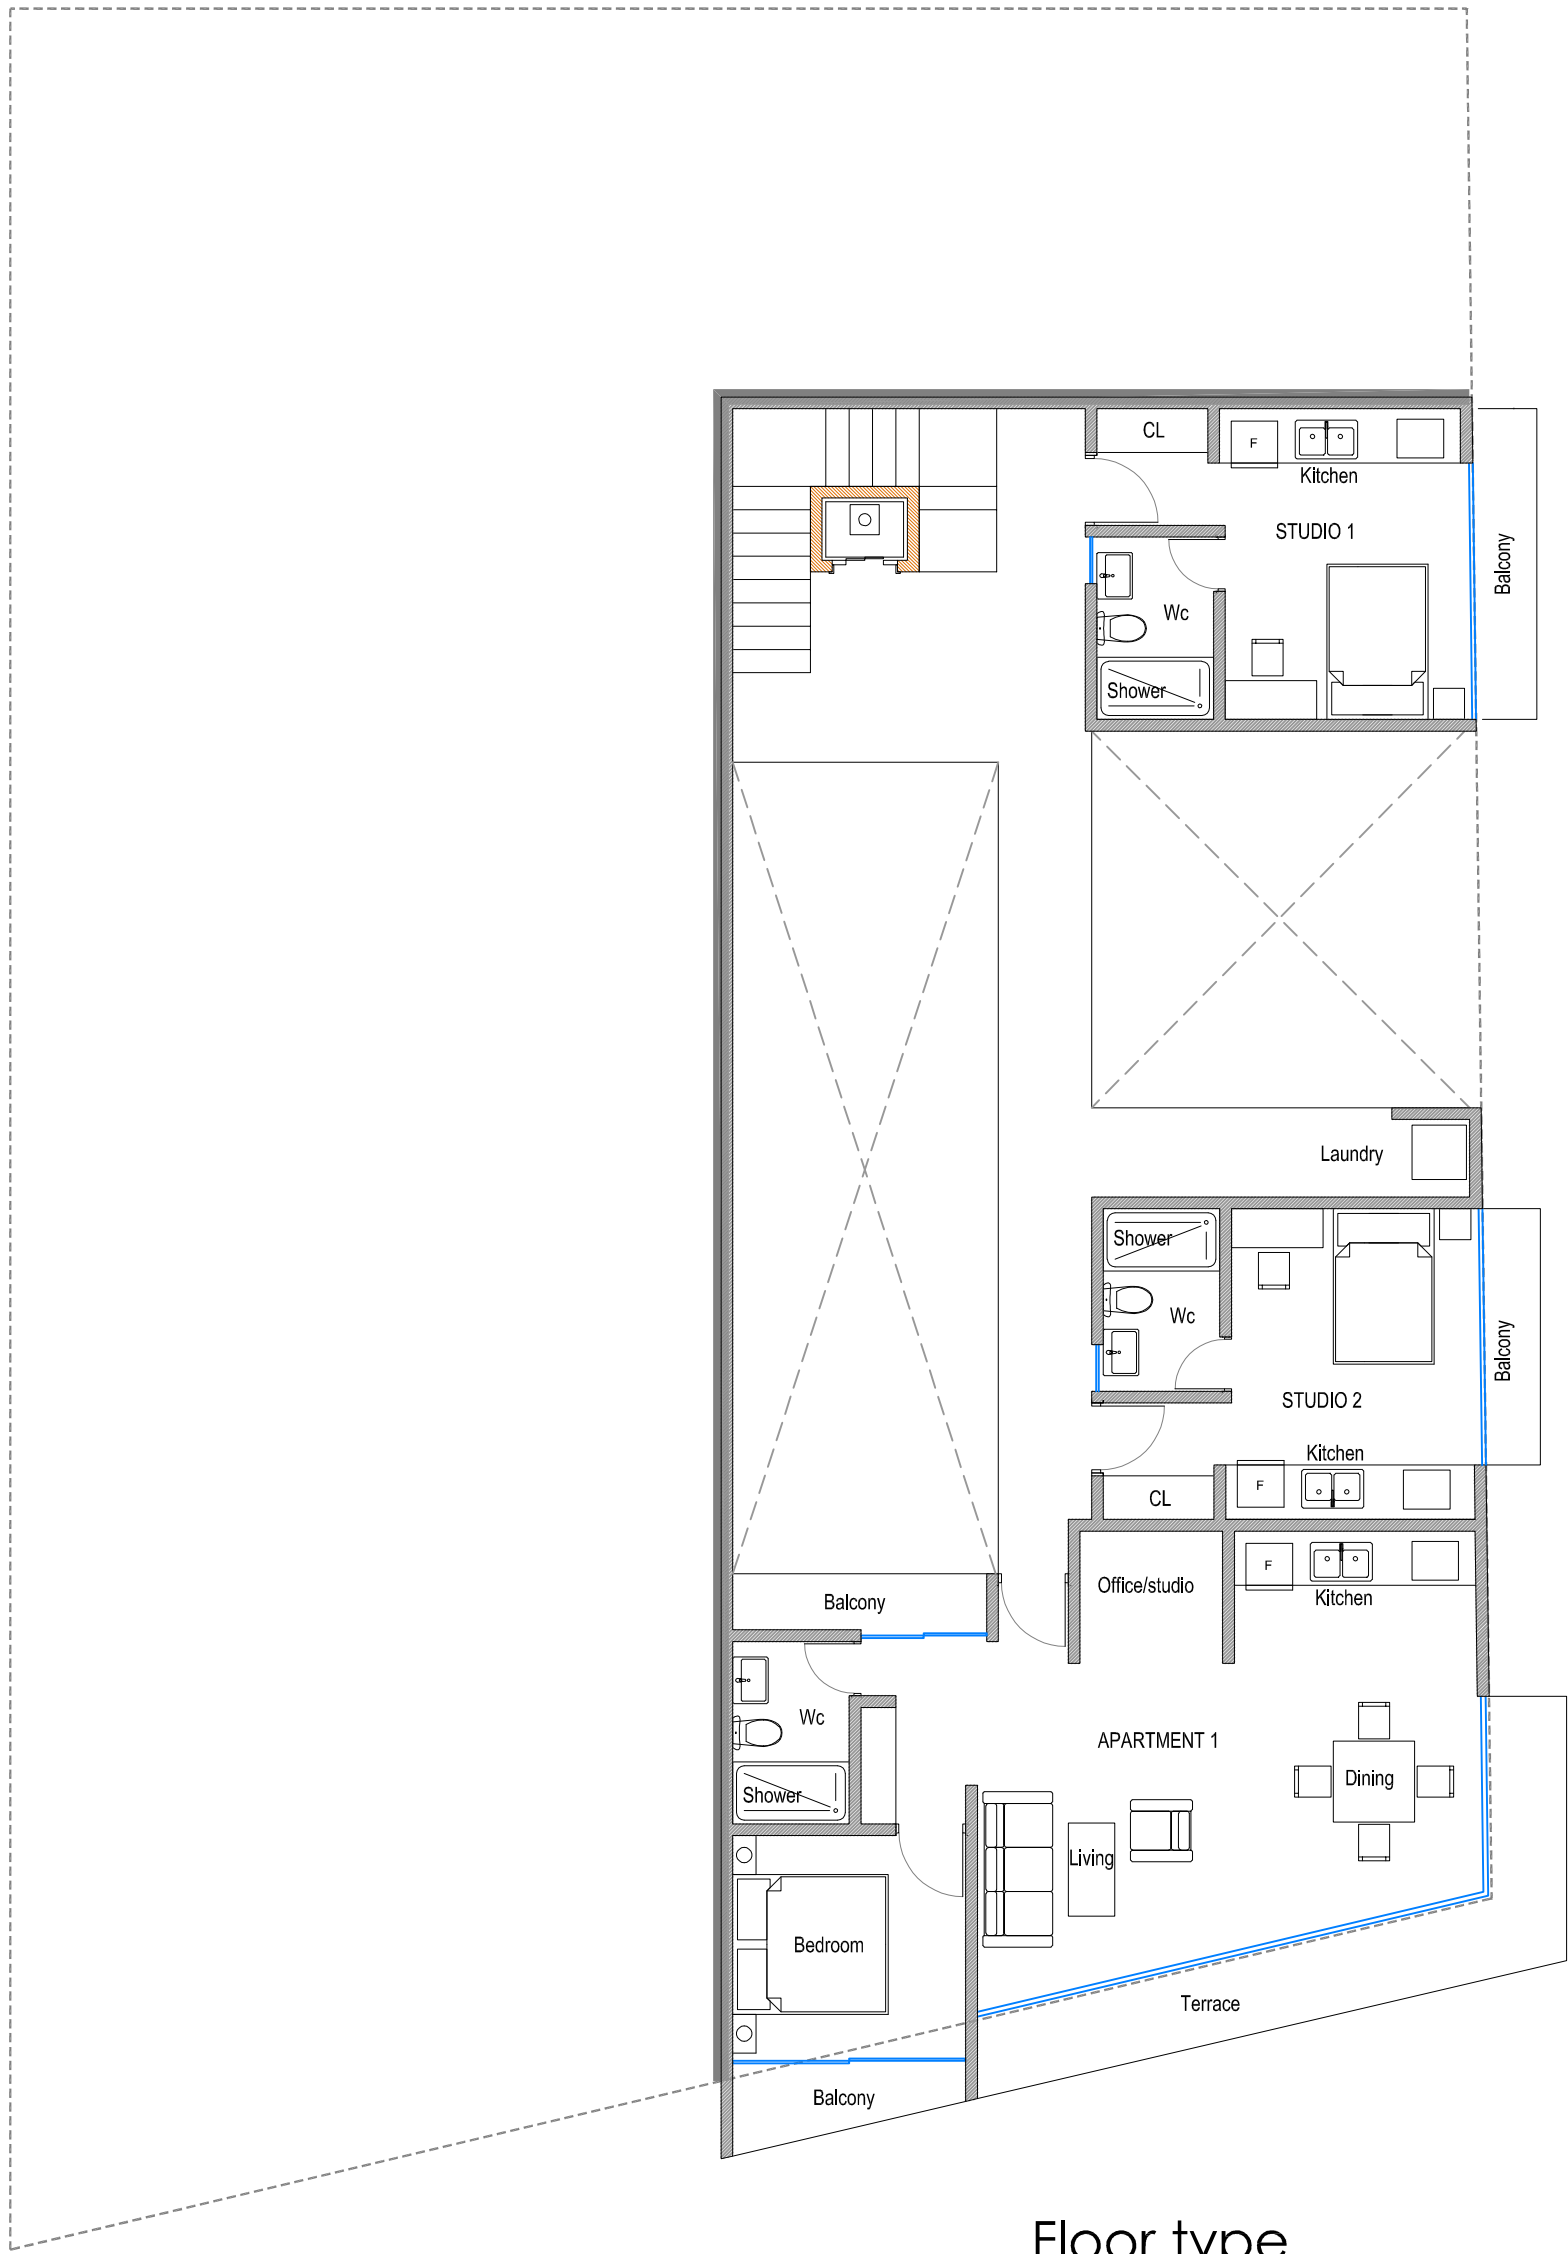 CL
F
Kitchen
STUDIO 1
Balcony
Wc
Shower
Laundry
Shower
Wc
Balcony
STUDIO 2
Kitchen
F
CL
Office/studio
F
Kitchen
Balcony
Wc
APARTMENT 1
Shower
Dining
Living
Bedroom
Terrace
Balcony
Floor type